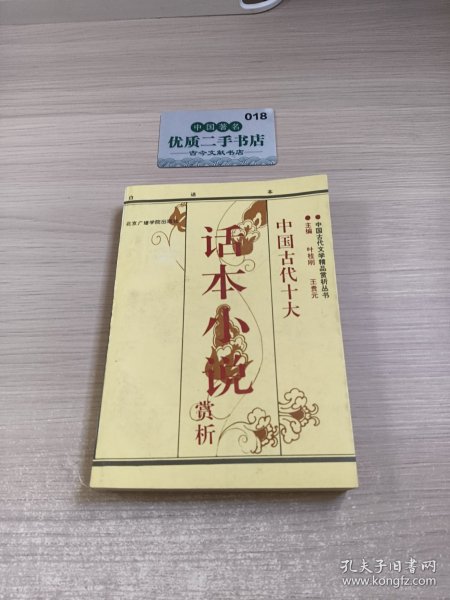 018
中国著名
优质二手书店
古今文献书店
白话本
北京广播学院出版社
●中国古代文学精品赏析丛书
●主编 叶桂刚 王贵元
中国古代十大
话本小说
赏析
孔夫子旧书网
www.kongfz.com